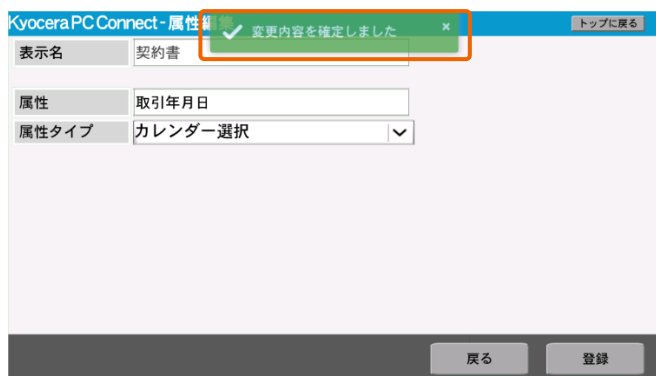 Kyocera PC Connect - 属性編集
変更内容を確定しました ×
トップに戻る
表示名 契約書
属性 取引年月日
属性タイプ カレンダー選択
戻る 登録